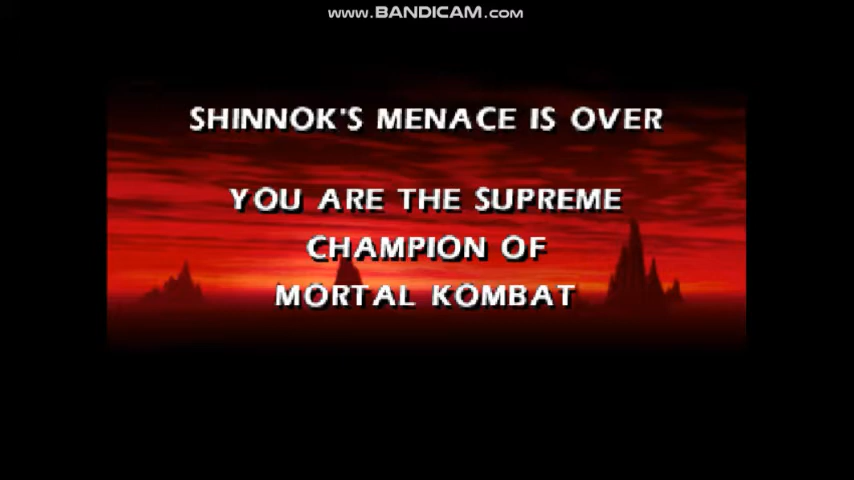 www.BANDICAM.com
SHINNOK'S MENACE IS OVER
YOU ARE THE SUPREME
CHAMPION OF
MORTAL KOMBAT